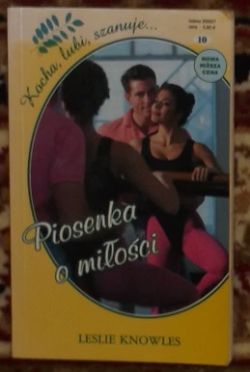 Kocha, lubi, szanuje...
10
NOWA
NIŻSZA
CENA
Piosenka
o miłości
LESLIE KNOWLES